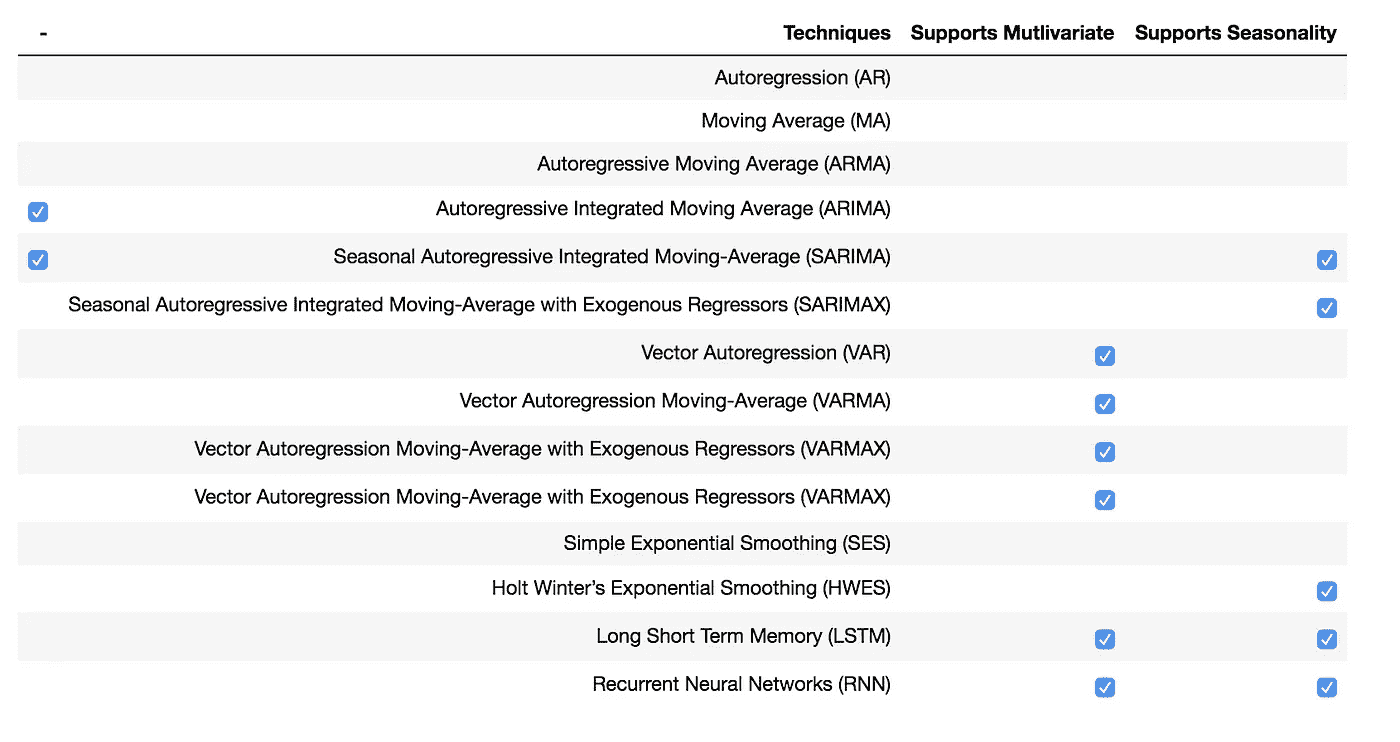 - Techniques Supports Mutlivariate Supports Seasonality
Autoregression (AR)
Moving Average (MA)
Autoregressive Moving Average (ARMA)
Autoregressive Integrated Moving Average (ARIMA)
Seasonal Autoregressive Integrated Moving-Average (SARIMA)
Seasonal Autoregressive Integrated Moving-Average with Exogenous Regressors (SARIMAX)
Vector Autoregression (VAR)
Vector Autoregression Moving-Average (VARMA)
Vector Autoregression Moving-Average with Exogenous Regressors (VARMAX)
Vector Autoregression Moving-Average with Exogenous Regressors (VARMAX)
Simple Exponential Smoothing (SES)
Holt Winter’s Exponential Smoothing (HWES)
Long Short Term Memory (LSTM)
Recurrent Neural Networks (RNN)